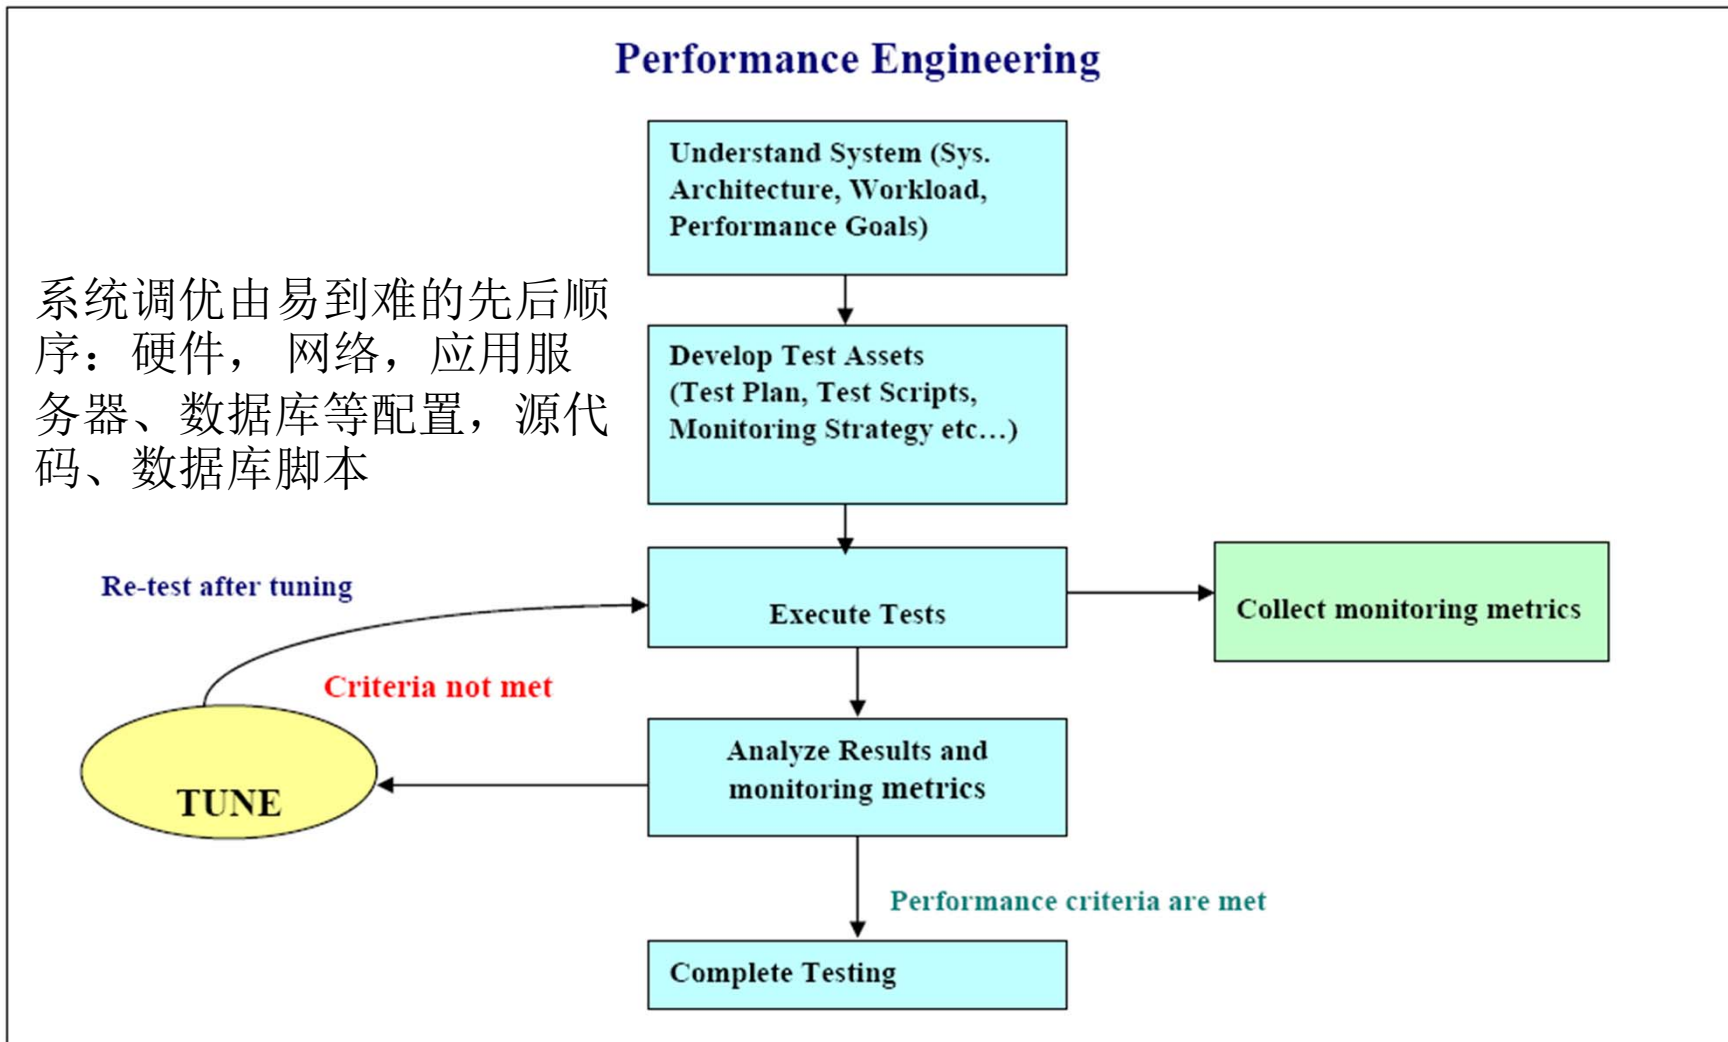 Performance Engineering
Understand System (Sys.
Architecture, Workload,
Performance Goals)
系统调优由易到难的先后顺
序：硬件， 网络，应用服
务器、数据库等配置，源代
码、数据库脚本
Develop Test Assets
(Test Plan, Test Scripts,
Monitoring Strategy etc…)
Re-test after tuning
Execute Tests
Collect monitoring metrics
Criteria not met
TUNE
Analyze Results and
monitoring metrics
Performance criteria are met
Complete Testing